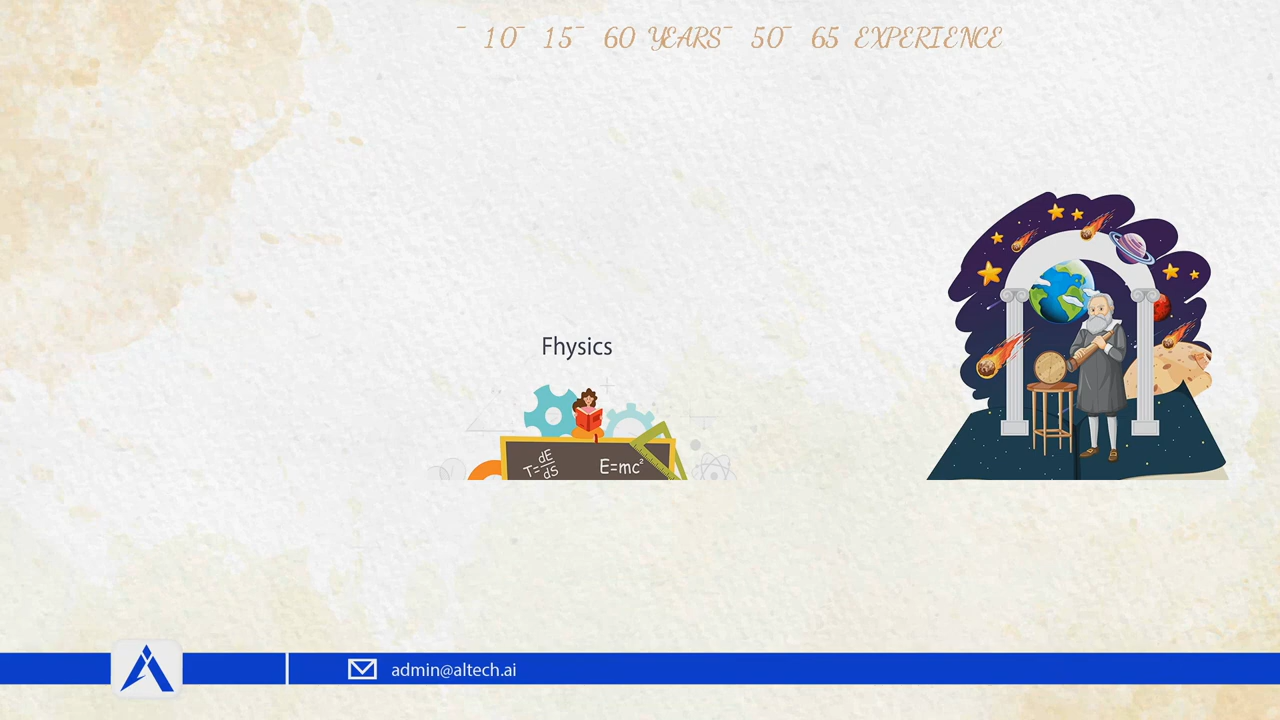 ¯ 10¯ 15¯ 60 YEARS¯ 50¯ 65 EXPERIENCE
Fhysics
T=dE/dS E=mc²
admin@altech.ai